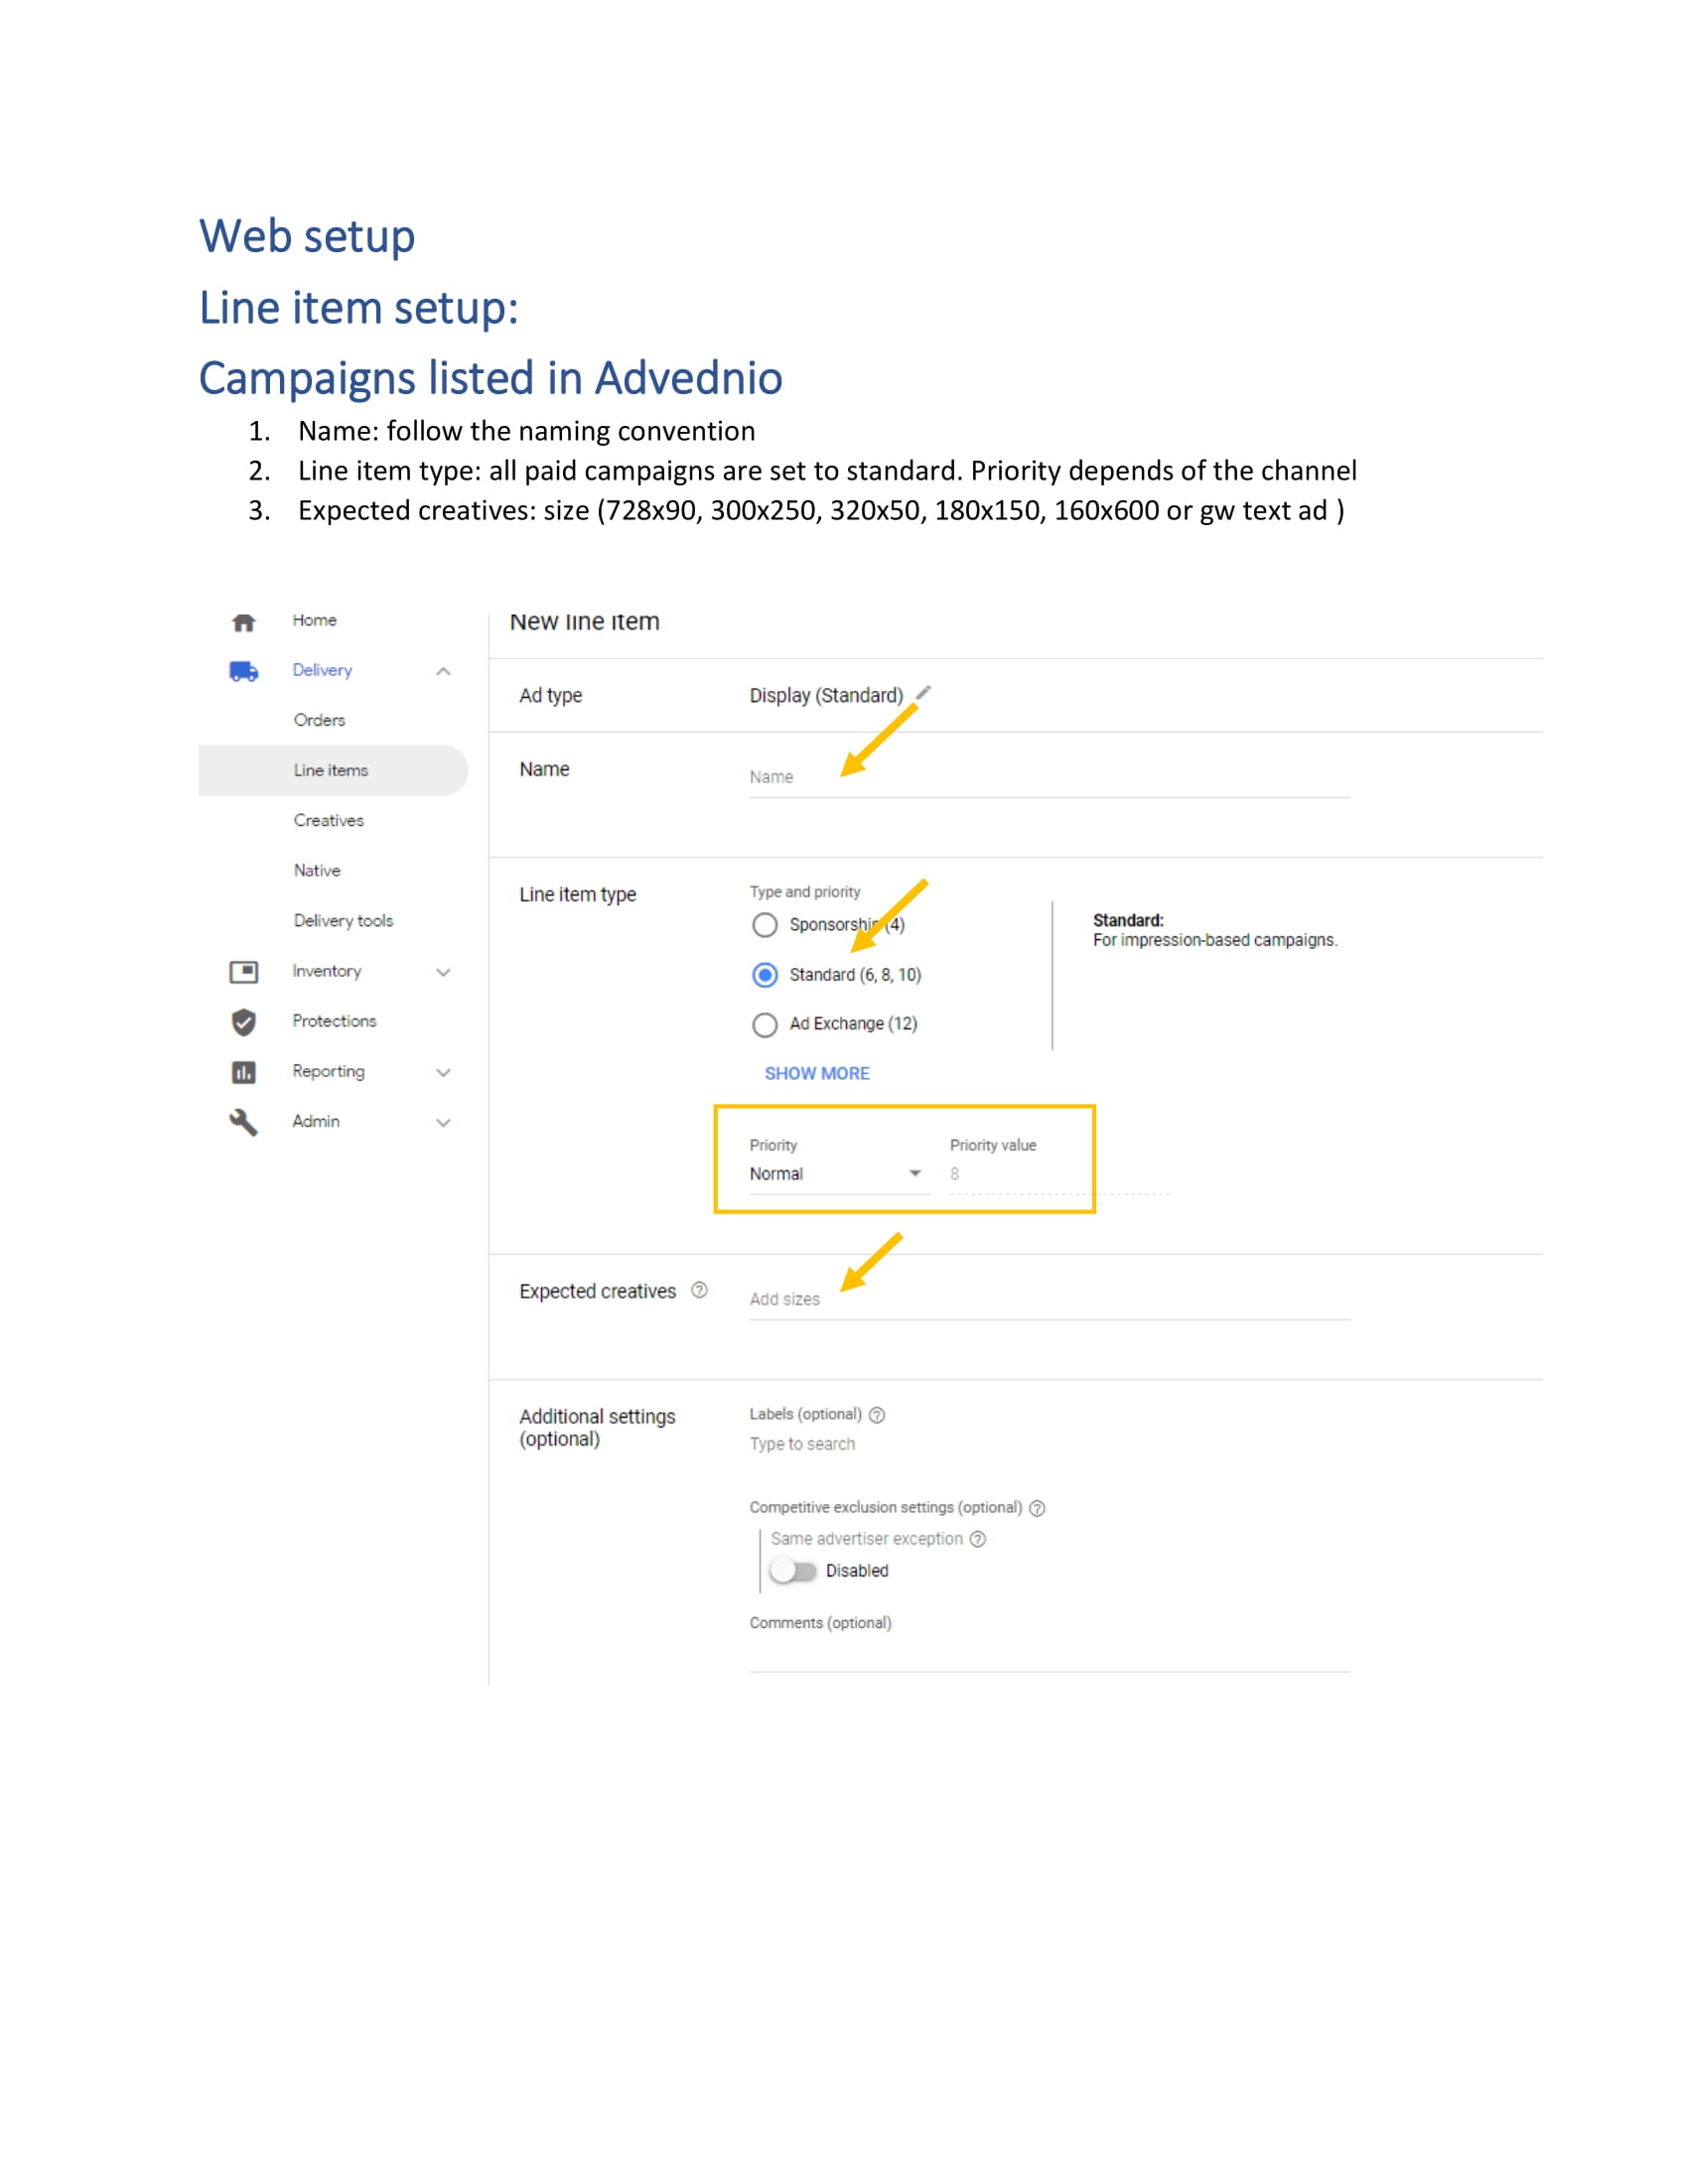 Web setup
Line item setup:
Campaigns listed in Advednio
1. Name: follow the naming convention
2. Line item type: all paid campaigns are set to standard. Priority depends of the channel
3. Expected creatives: size (728x90, 300x250, 320x50, 180x150, 160x600 or gw text ad )
Home
Delivery
Orders
Line items
Creatives
Native
Delivery tools
Inventory
Protections
Reporting
Admin
New line item
Ad type
Display (Standard)
Name
Name
Line item type
Type and priority
Sponsorship (4)
Standard (6, 8, 10)
Ad Exchange (12)
SHOW MORE
Standard:
For impression-based campaigns.
Priority
Normal
Priority value
8
Expected creatives
Add sizes
Additional settings
(optional)
Labels (optional)
Type to search
Competitive exclusion settings (optional)
Same advertiser exception
Disabled
Comments (optional)